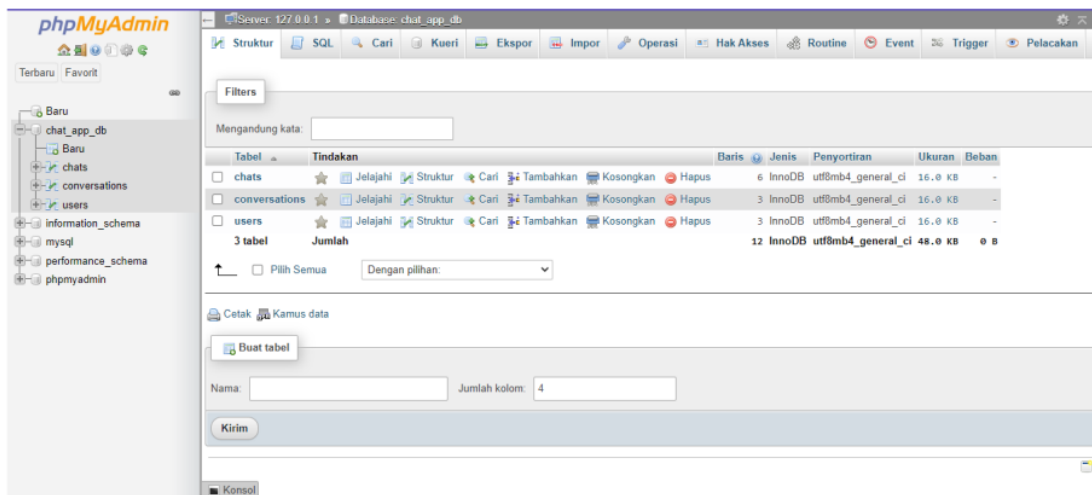 phpMyAdmin
Terbaru Favorit
Baru
chat_app_db
Baru
chats
conversations
users
information_schema
mysql
performance_schema
phpmyadmin
Server: 127.0.0.1 » Database: chat_app_db
Struktur SQL Cari Kueri Ekspor Impor Operasi Hak Akses Routine Event Trigger Pelacakan
Filters
Mengandung kata:
Tabel Tindakan Baris Jenis Penyortiran Ukuran Beban
chats Jelajahi Struktur Cari Tambahkan Kosongkan Hapus 6 InnoDB utf8mb4_general_ci 16.0 KB -
conversations Jelajahi Struktur Cari Tambahkan Kosongkan Hapus 3 InnoDB utf8mb4_general_ci 16.0 KB -
users Jelajahi Struktur Cari Tambahkan Kosongkan Hapus 3 InnoDB utf8mb4_general_ci 16.0 KB -
3 tabel Jumlah 12 InnoDB utf8mb4_general_ci 48.0 KB 0 B
Pilih Semua Dengan pilihan:
Cetak Kamus data
Buat tabel
Nama: Jumlah kolom: 4
Kirim
Konsol